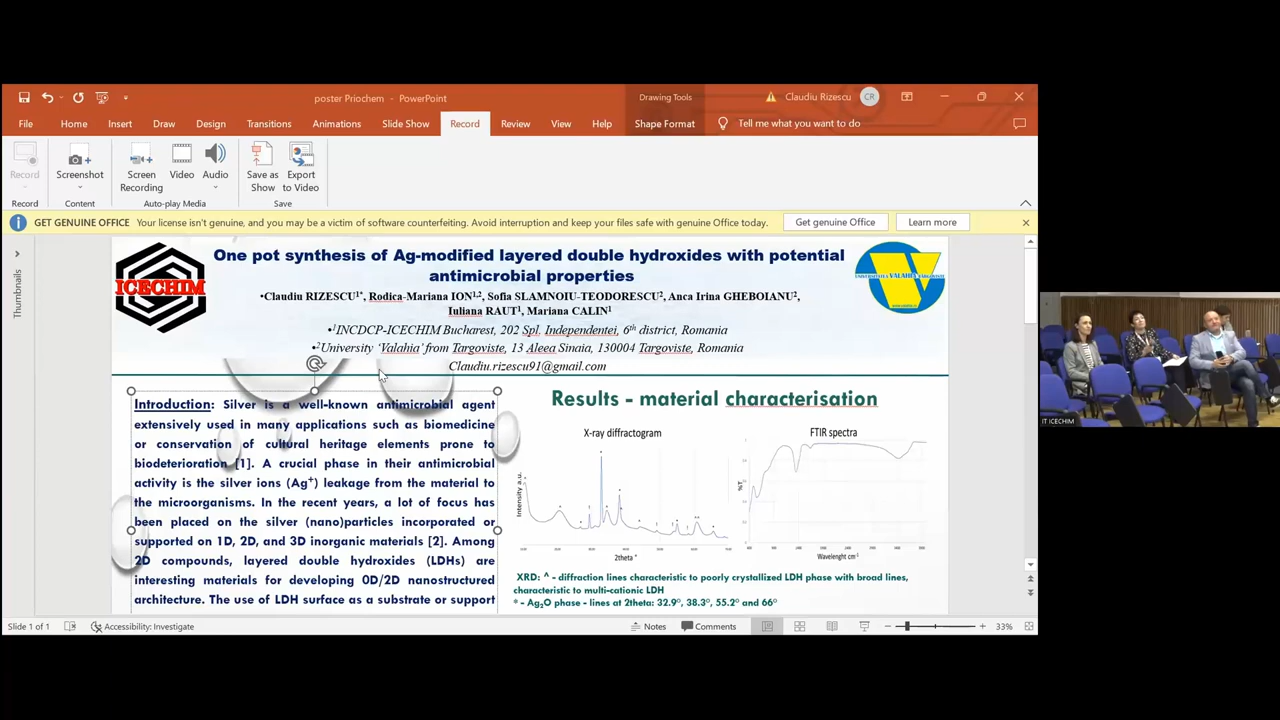 poster Priochem - PowerPoint
Drawing Tools
Claudiu Rizescu
CR
File
Home
Insert
Draw
Design
Transitions
Animations
Slide Show
Record
Review
View
Help
Shape Format
Tell me what you want to do
Record
Screenshot
Screen Recording
Video
Audio
Save as Show
Export to Video
Record
Content
Auto-play Media
Save
GET GENUINE OFFICE Your license isn't genuine, and you may be a victim of software counterfeiting. Avoid interruption and keep your files safe with genuine Office today.
Get genuine Office
Learn more
Thumbnails
ICECHIM
One pot synthesis of Ag-modified layered double hydroxides with potential
antimicrobial properties
•Claudiu RIZESCU1*, Rodica-Mariana ION1,2, Sofia SLAMNOIU-TEODORESCU2, Anca Irina GHEBOIANU2,
Iuliana RAUT1, Mariana CALIN1
•1INCDCP-ICECHIM Bucharest, 202 Spl. Independentei, 6th district, Romania
•2University ‘Valahia’ from Targoviste, 13 Aleea Sinaia, 130004 Targoviste, Romania
Claudiu.rizescu91@gmail.com
Introduction: Silver is a well-known antimicrobial agent
extensively used in many applications such as biomedicine
or conservation of cultural heritage elements prone to
biodeterioration [1]. A crucial phase in their antimicrobial
activity is the silver ions (Ag+) leakage from the material to
the microorganisms. In the recent years, a lot of focus has
been placed on the silver (nano)particles incorporated or
supported on 1D, 2D, and 3D inorganic materials [2]. Among
2D compounds, layered double hydroxides (LDHs) are
interesting materials for developing 0D/2D nanostructured
architecture. The use of LDH surface as a substrate or support
Results - material characterisation
X-ray diffractogram
FTIR spectra
Intensity a.u.
2theta °
%T
Wavelenght cm-1
XRD: ^ - diffraction lines characteristic to poorly crystallized LDH phase with broad lines,
characteristic to multi-cationic LDH
* - Ag2O phase - lines at 2theta: 32.9°, 38.3°, 55.2° and 66°
IT ICECHIM
Slide 1 of 1
Accessibility: Investigate
Notes
Comments
33%